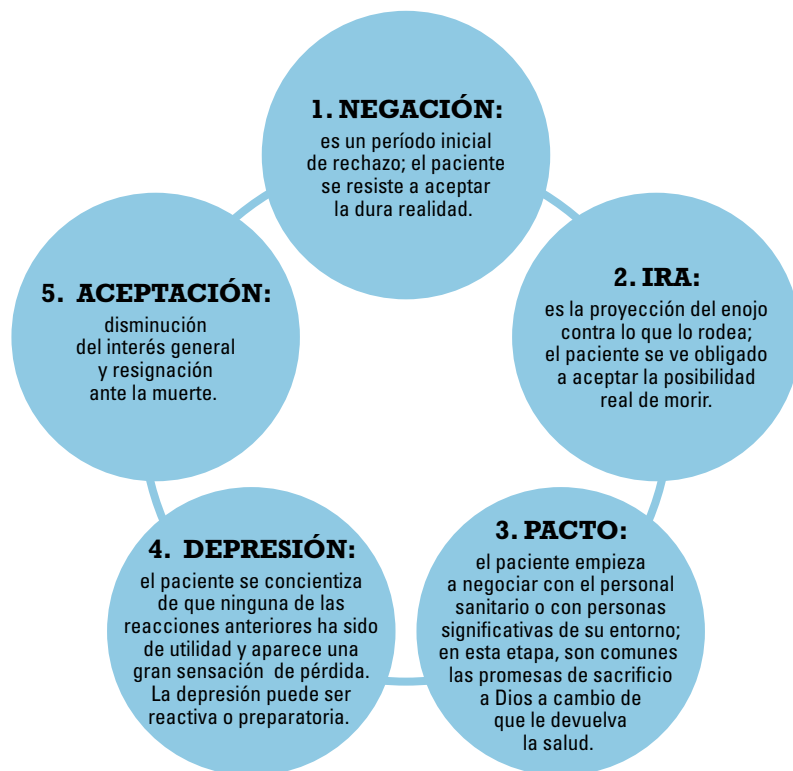 1. NEGACIÓN:
es un período inicial
de rechazo; el paciente
se resiste a aceptar
la dura realidad.
2. IRA:
es la proyección del enojo
contra lo que lo rodea;
el paciente se ve obligado
a aceptar la posibilidad
real de morir.
3. PACTO:
el paciente empieza
a negociar con el personal
sanitario o con personas
significativas de su entorno;
en esta etapa, son comunes
las promesas de sacrificio
a Dios a cambio de
que le devuelva
la salud.
4. DEPRESIÓN:
el paciente se concientiza
de que ninguna de las
reacciones anteriores ha sido
de utilidad y aparece una
gran sensación de pérdida.
La depresión puede ser
reactiva o preparatoria.
5. ACEPTACIÓN:
disminución
del interés general
y resignación
ante la muerte.